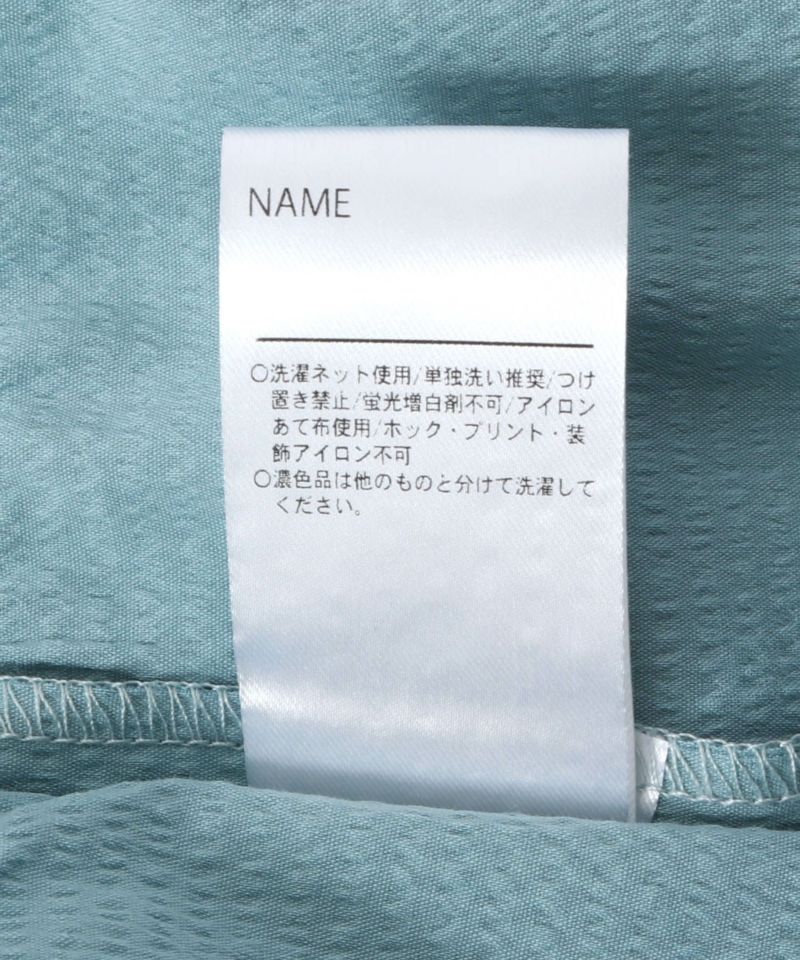 NAME
〇洗濯ネット使用/単独洗い推奨/つけ
置き禁止/蛍光増白剤不可/アイロン
あて布使用/ホック・プリント・装
飾アイロン不可
〇濃色品は他のものと分けて洗濯して
ください。